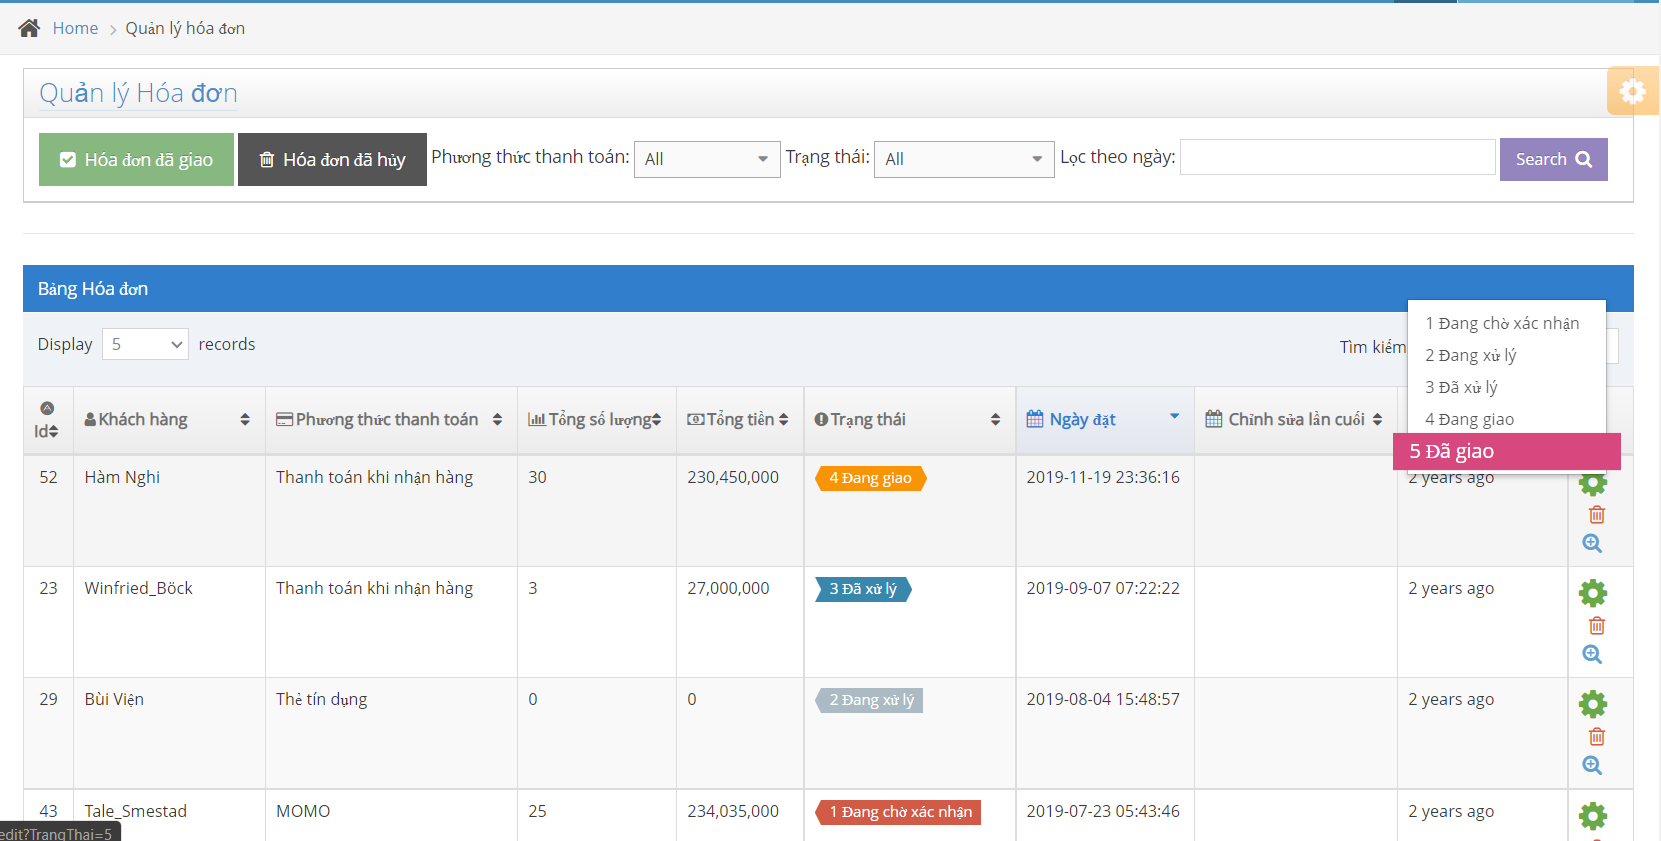 Home > Quản lý hóa đơn
Quản lý Hóa đơn
Hóa đơn đã giao Hóa đơn đã hủy Phương thức thanh toán: All Trạng thái: All Lọc theo ngày: Search
Bảng Hóa đơn
Display 5 records Tìm kiếm
1 Đang chờ xác nhận
2 Đang xử lý
3 Đã xử lý
4 Đang giao
5 Đã giao
Id Khách hàng Phương thức thanh toán Tổng số lượng Tổng tiền Trạng thái Ngày đặt Chỉnh sửa lần cuối
52 Hàm Nghi Thanh toán khi nhận hàng 30 230,450,000 4 Đang giao 2019-11-19 23:36:16 2 years ago
23 Winfried_Böck Thanh toán khi nhận hàng 3 27,000,000 3 Đã xử lý 2019-09-07 07:22:22 2 years ago
29 Bùi Viện Thẻ tín dụng 0 0 2 Đang xử lý 2019-08-04 15:48:57 2 years ago
43 Tale_Smestad MOMO 25 234,035,000 1 Đang chờ xác nhận 2019-07-23 05:43:46 2 years ago
edit?TrangThai=5